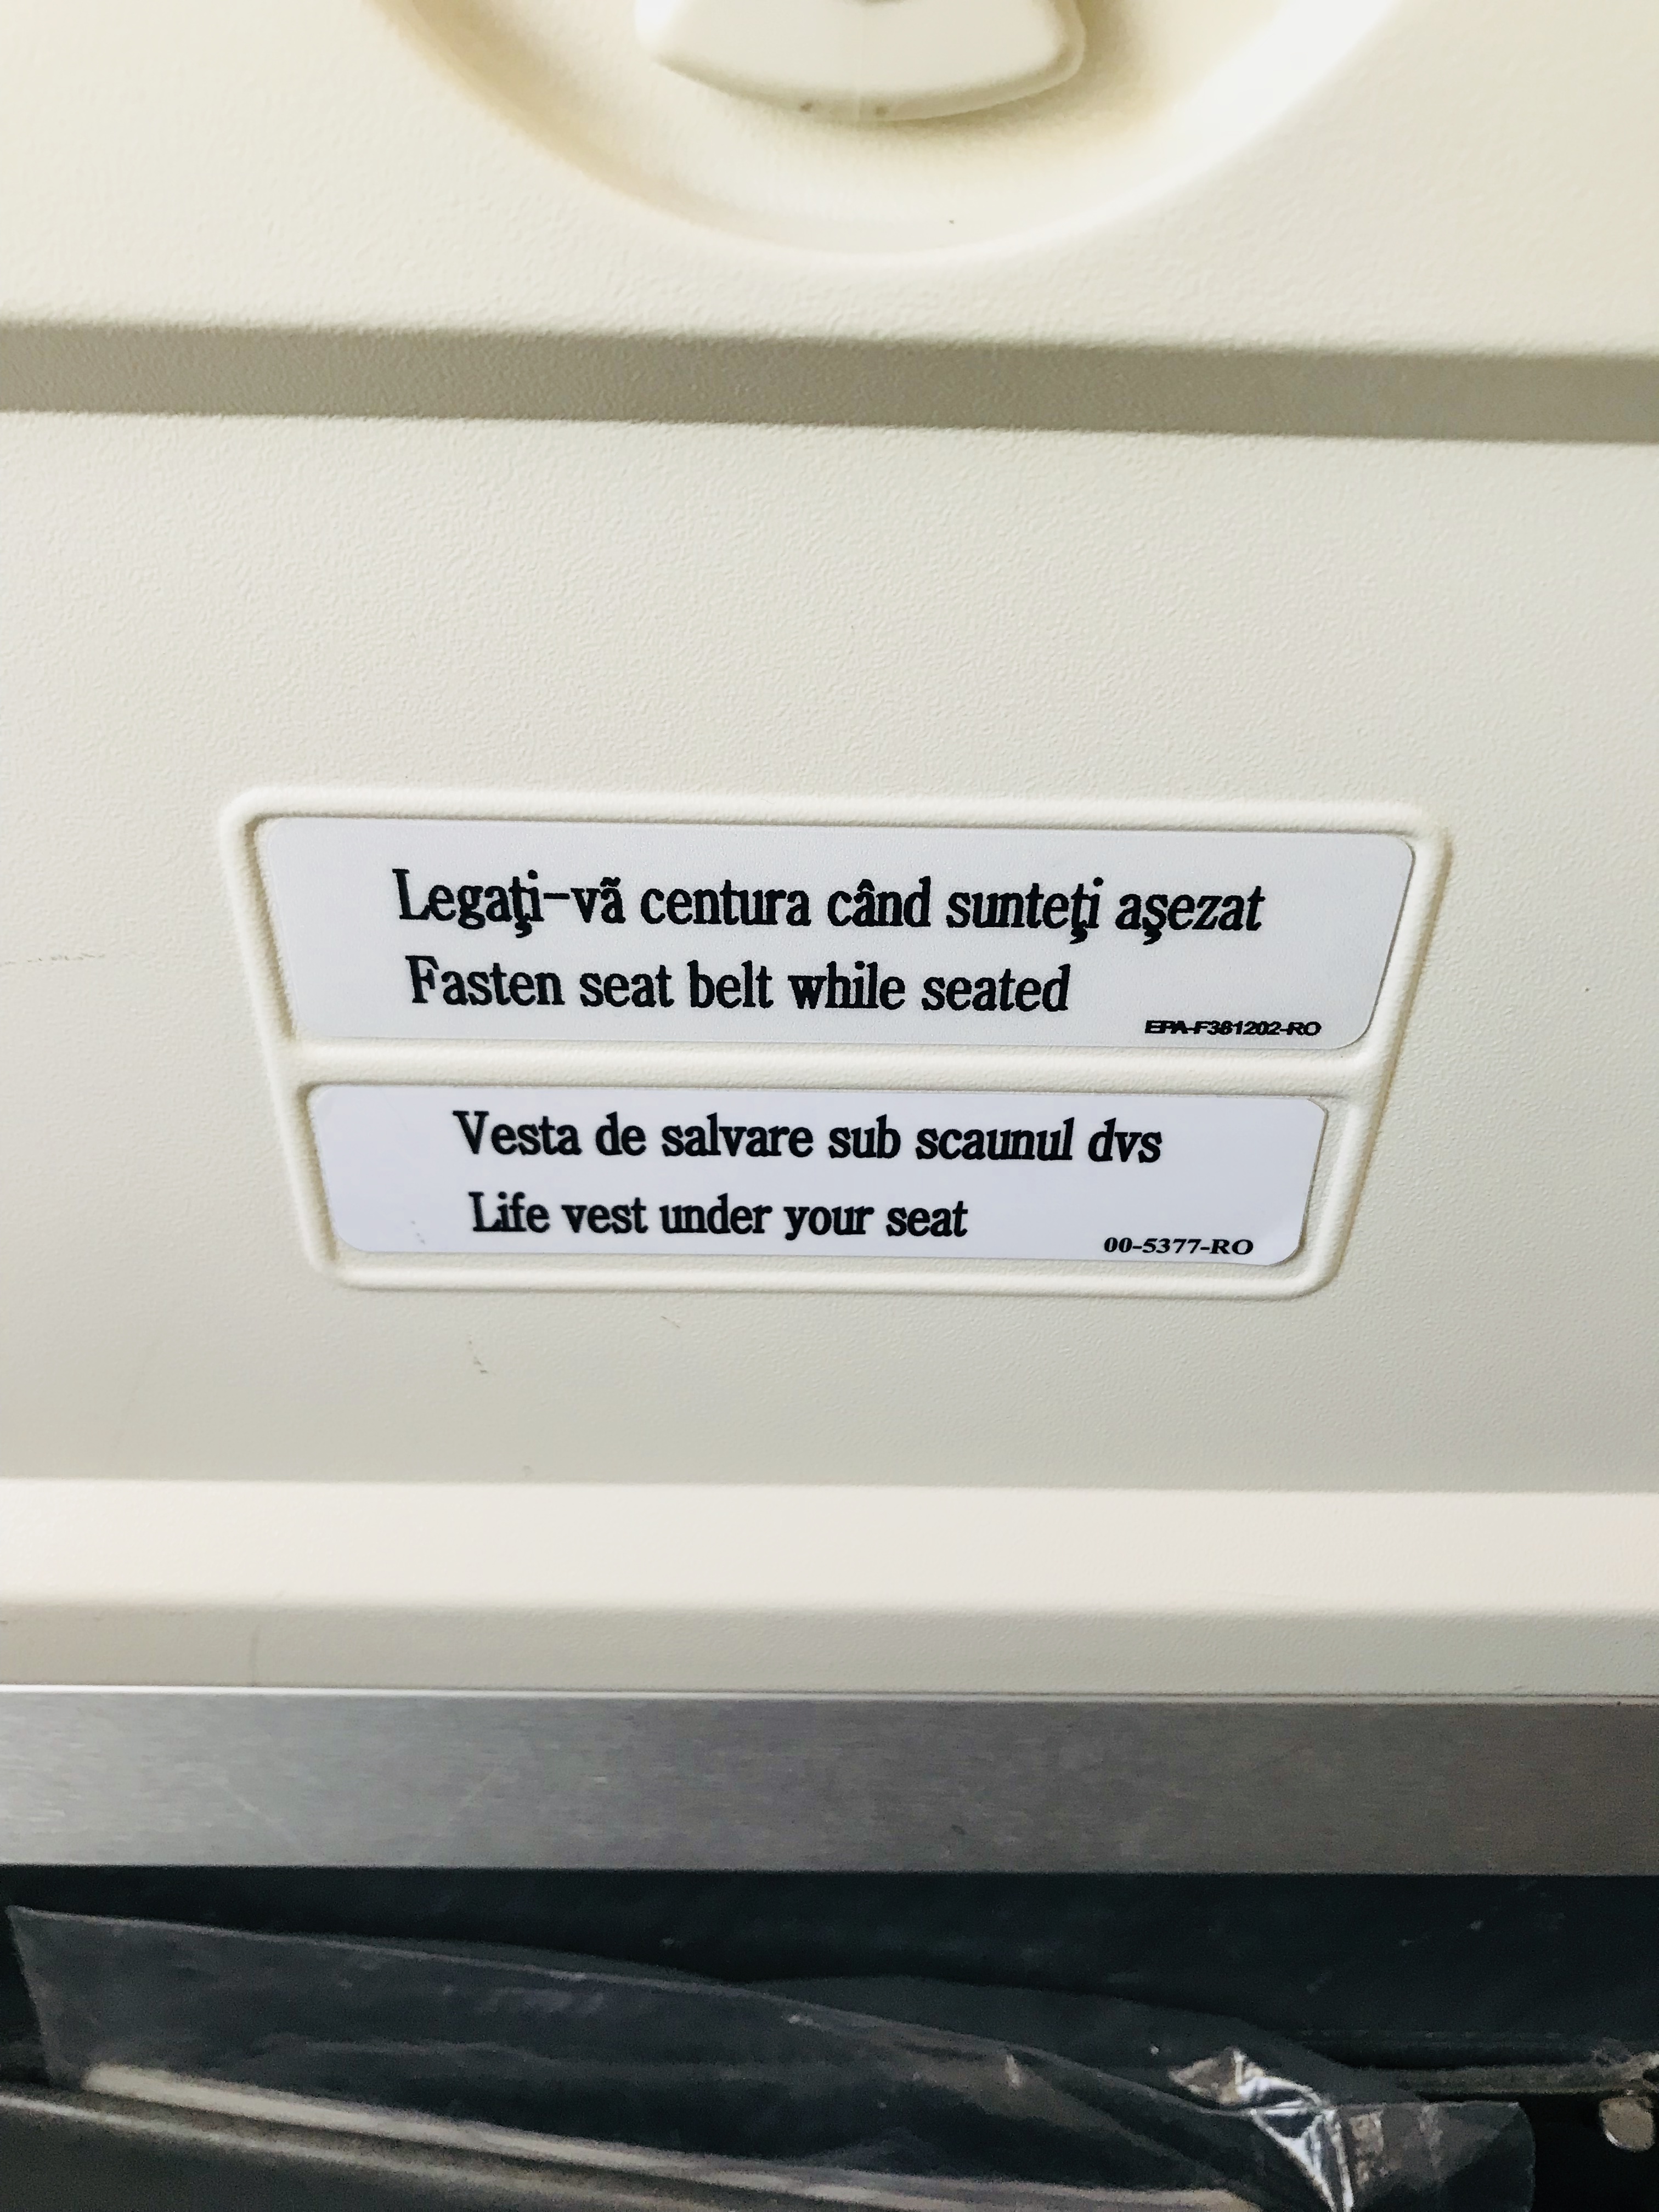 Legaţi-vã centura când sunteţi aşezat
Fasten seat belt while seated
EPA-F381202-RO
Vesta de salvare sub scaunul dvs
Life vest under your seat
00-5377-RO